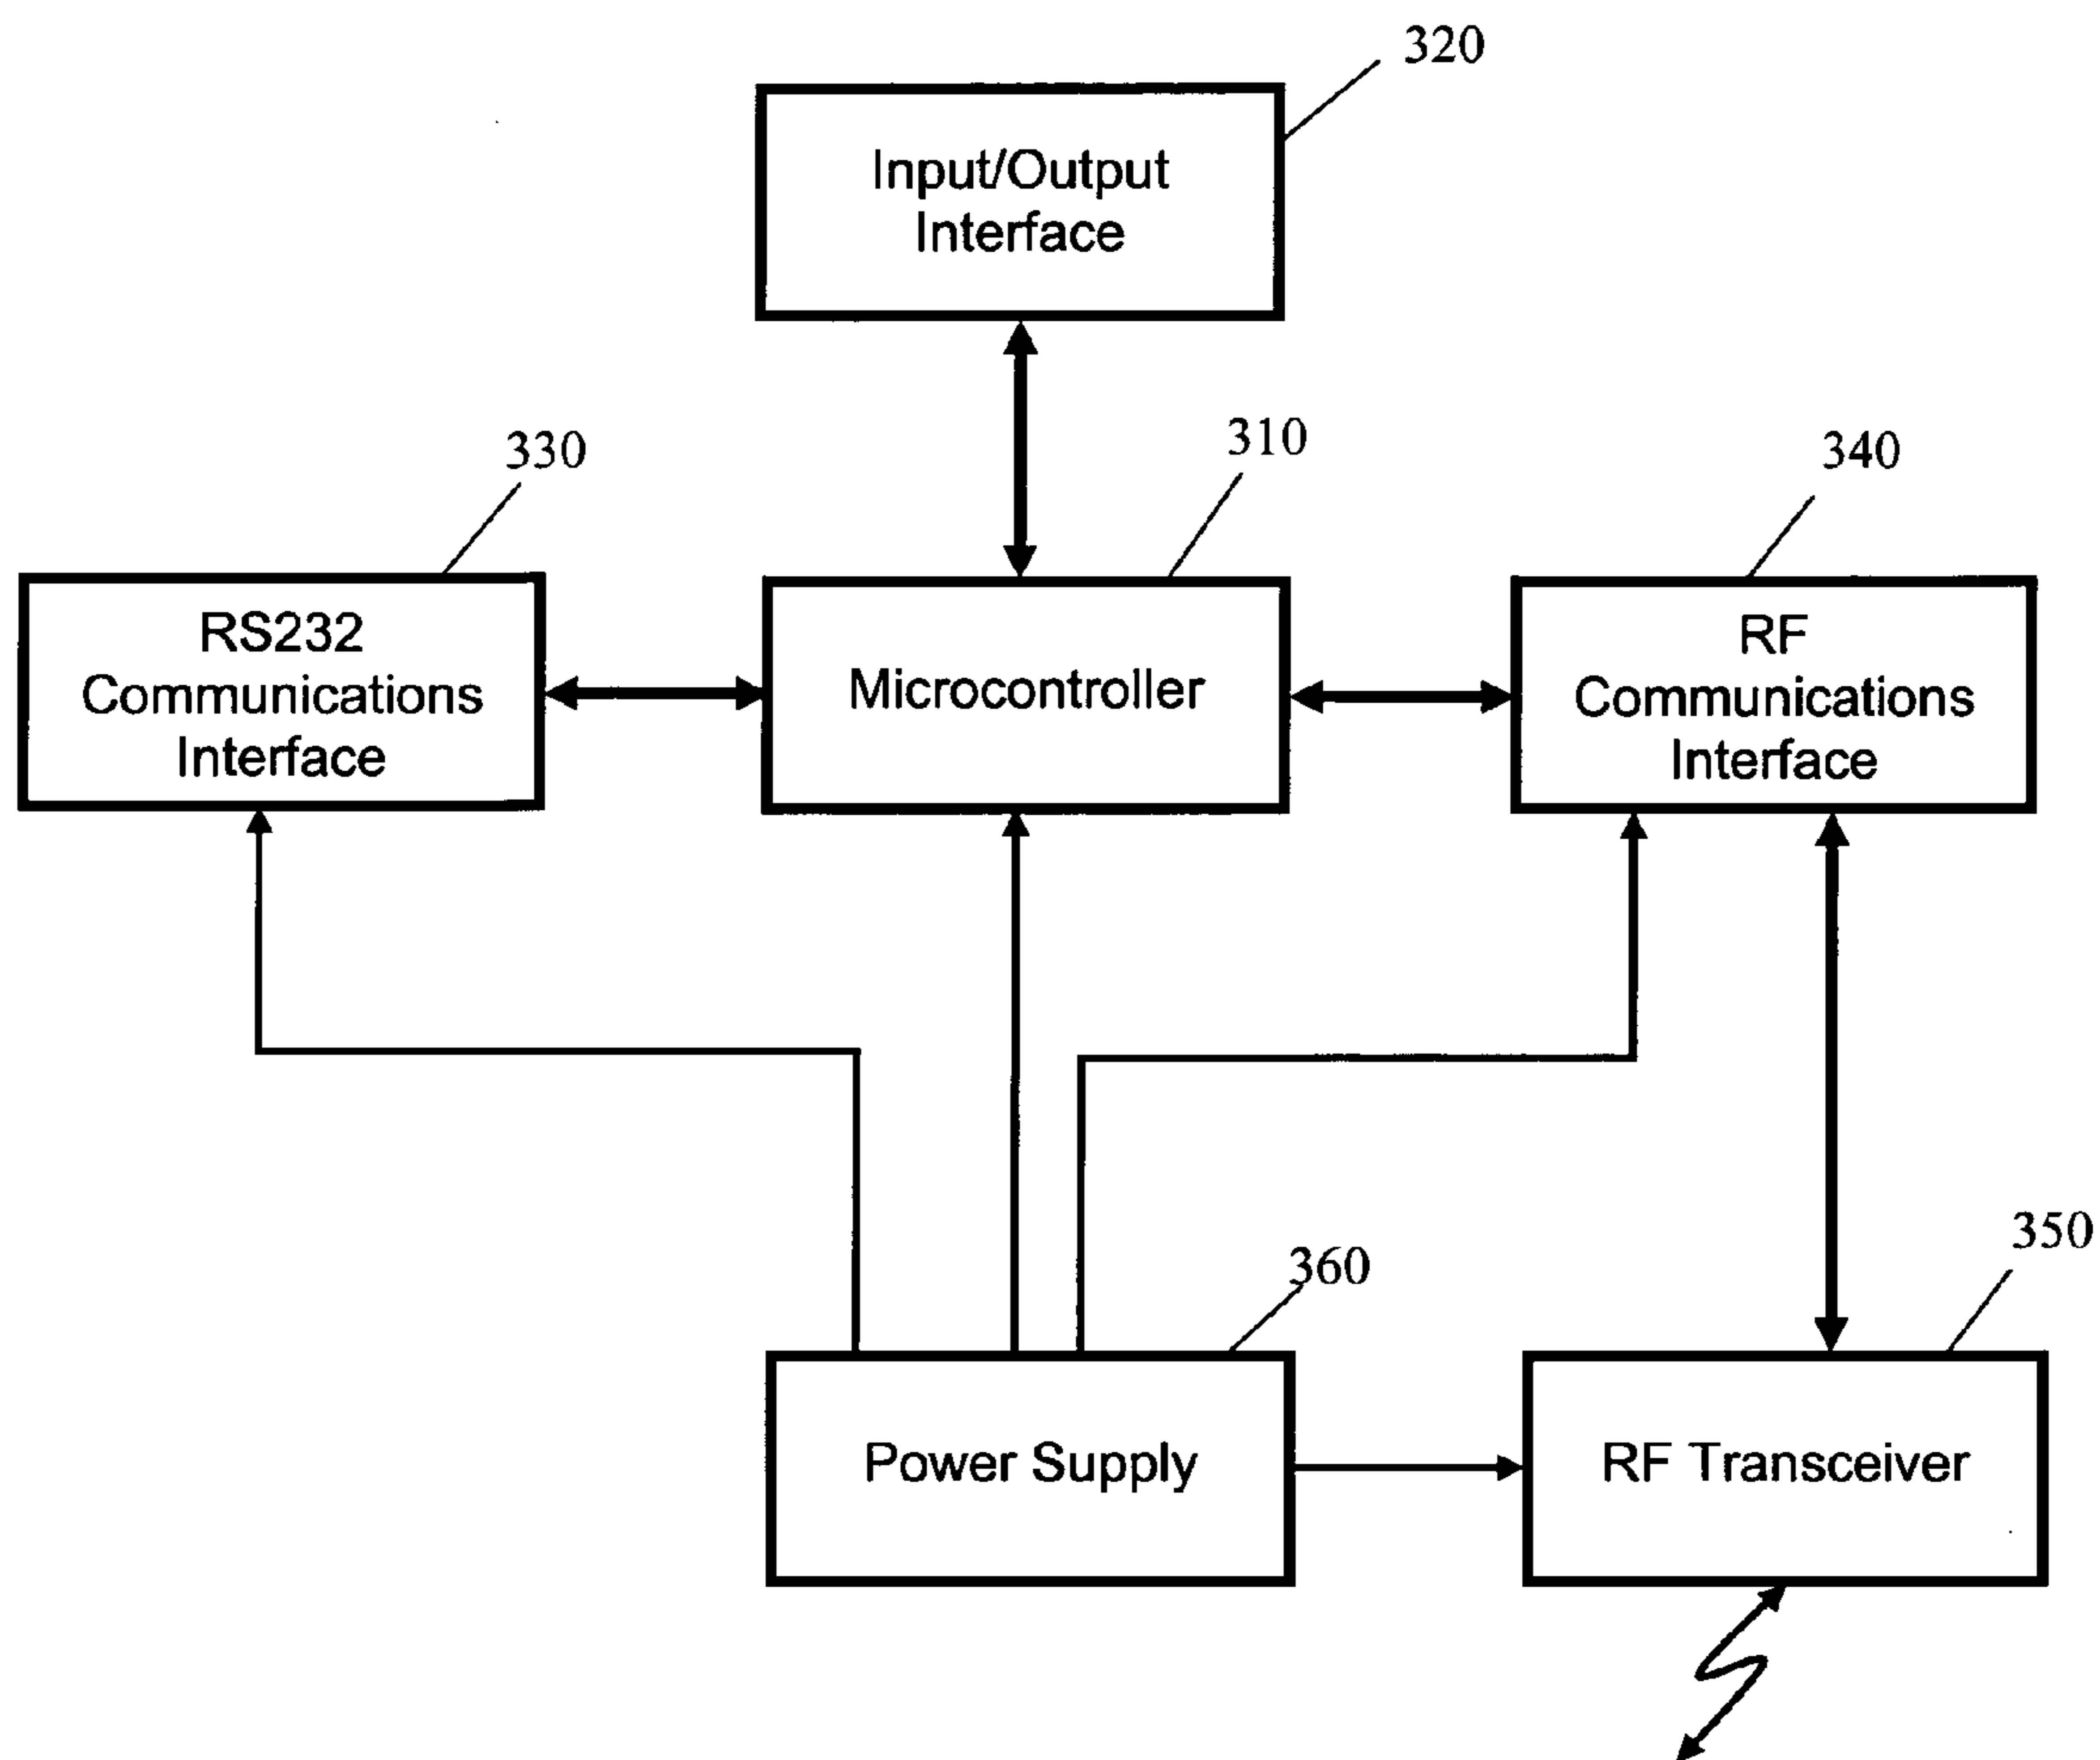 320
Input/Output
Interface
330
310
340
RS232
Communications
Interface
Microcontroller
RF
Communications
Interface
360
350
Power Supply
RF Transceiver